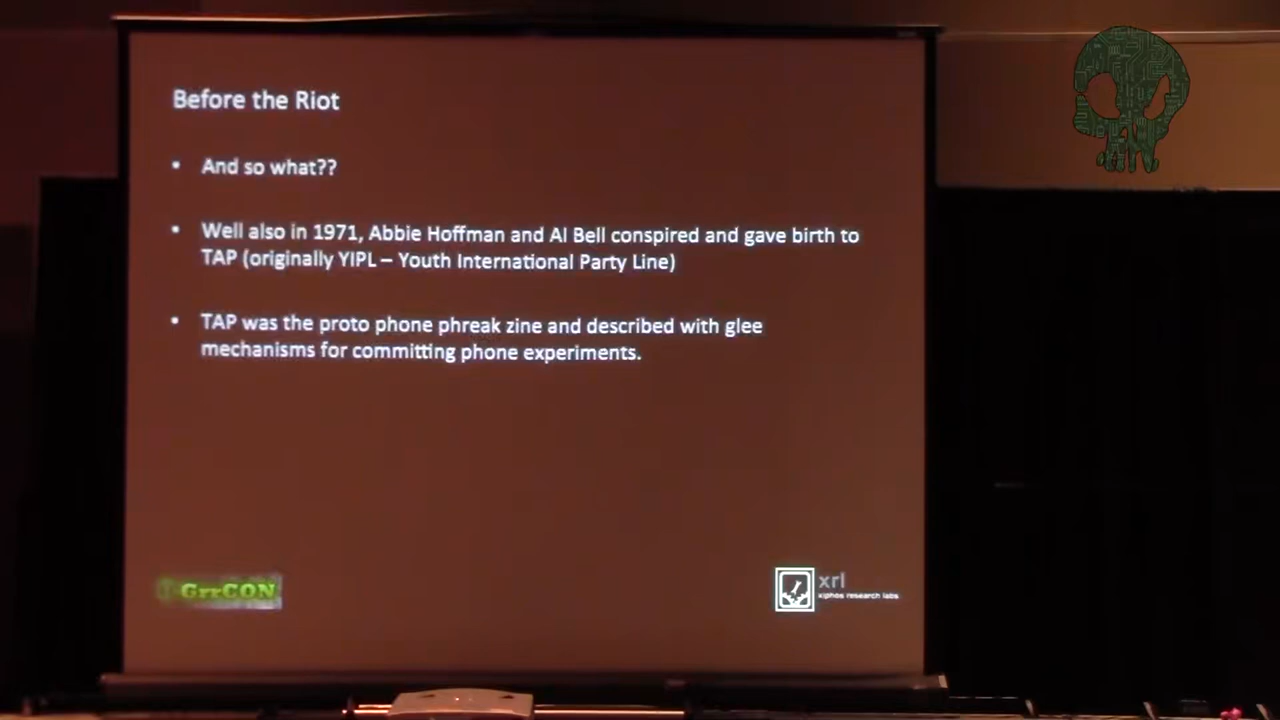 Before the Riot
• And so what??
• Well also in 1971, Abbie Hoffman and Al Bell conspired and gave birth to
TAP (originally YIPL – Youth International Party Line)
• TAP was the proto phone phreak zine and described with glee
mechanisms for committing phone experiments.
GrrCON
xrl
xiphos research labs